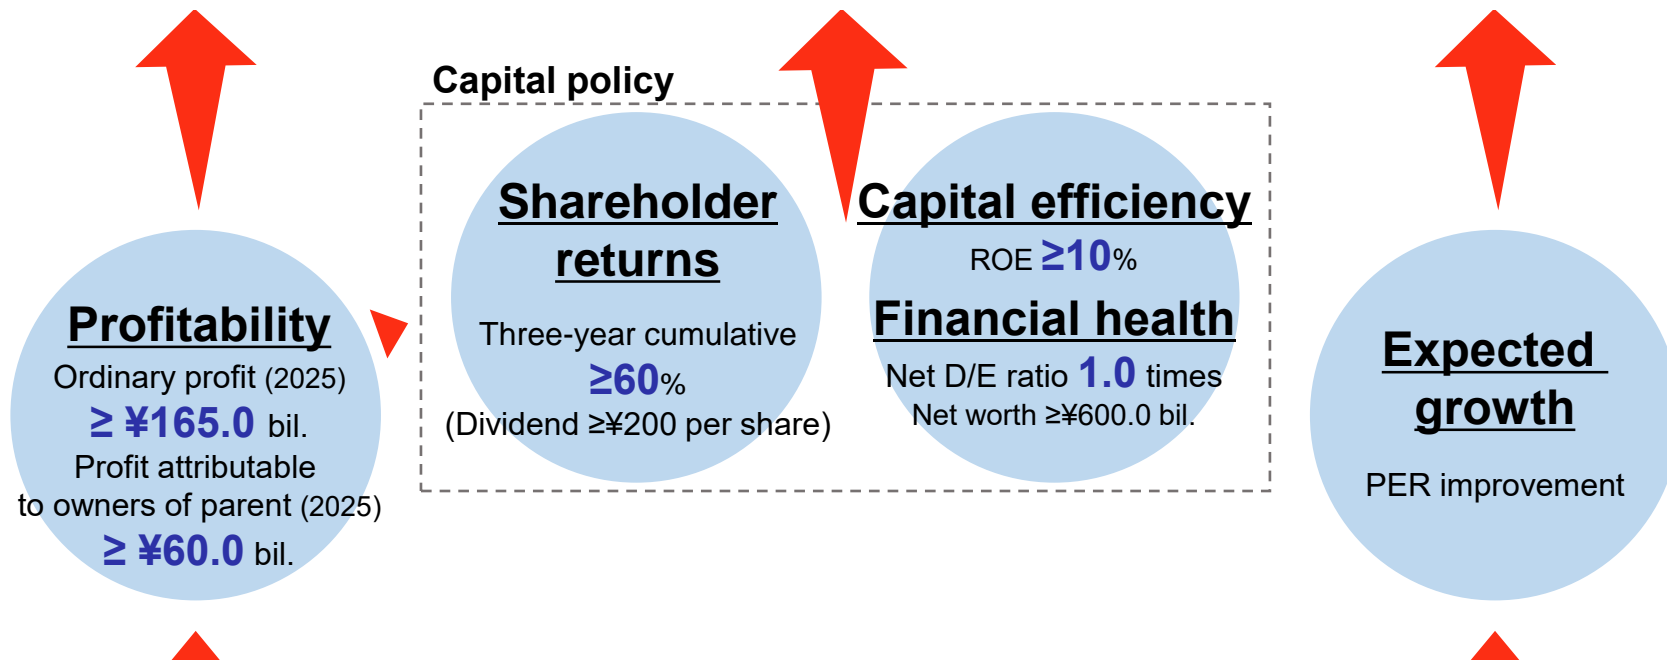 Capital policy
Profitability
Ordinary profit (2025)
≥ ¥165.0 bil.
Profit attributable
to owners of parent (2025)
≥ ¥60.0 bil.
Shareholder
returns
Three-year cumulative
≥60%
(Dividend ≥¥200 per share)
Capital efficiency
ROE ≥10%
Financial health
Net D/E ratio 1.0 times
Net worth ≥¥600.0 bil.
Expected
growth
PER improvement